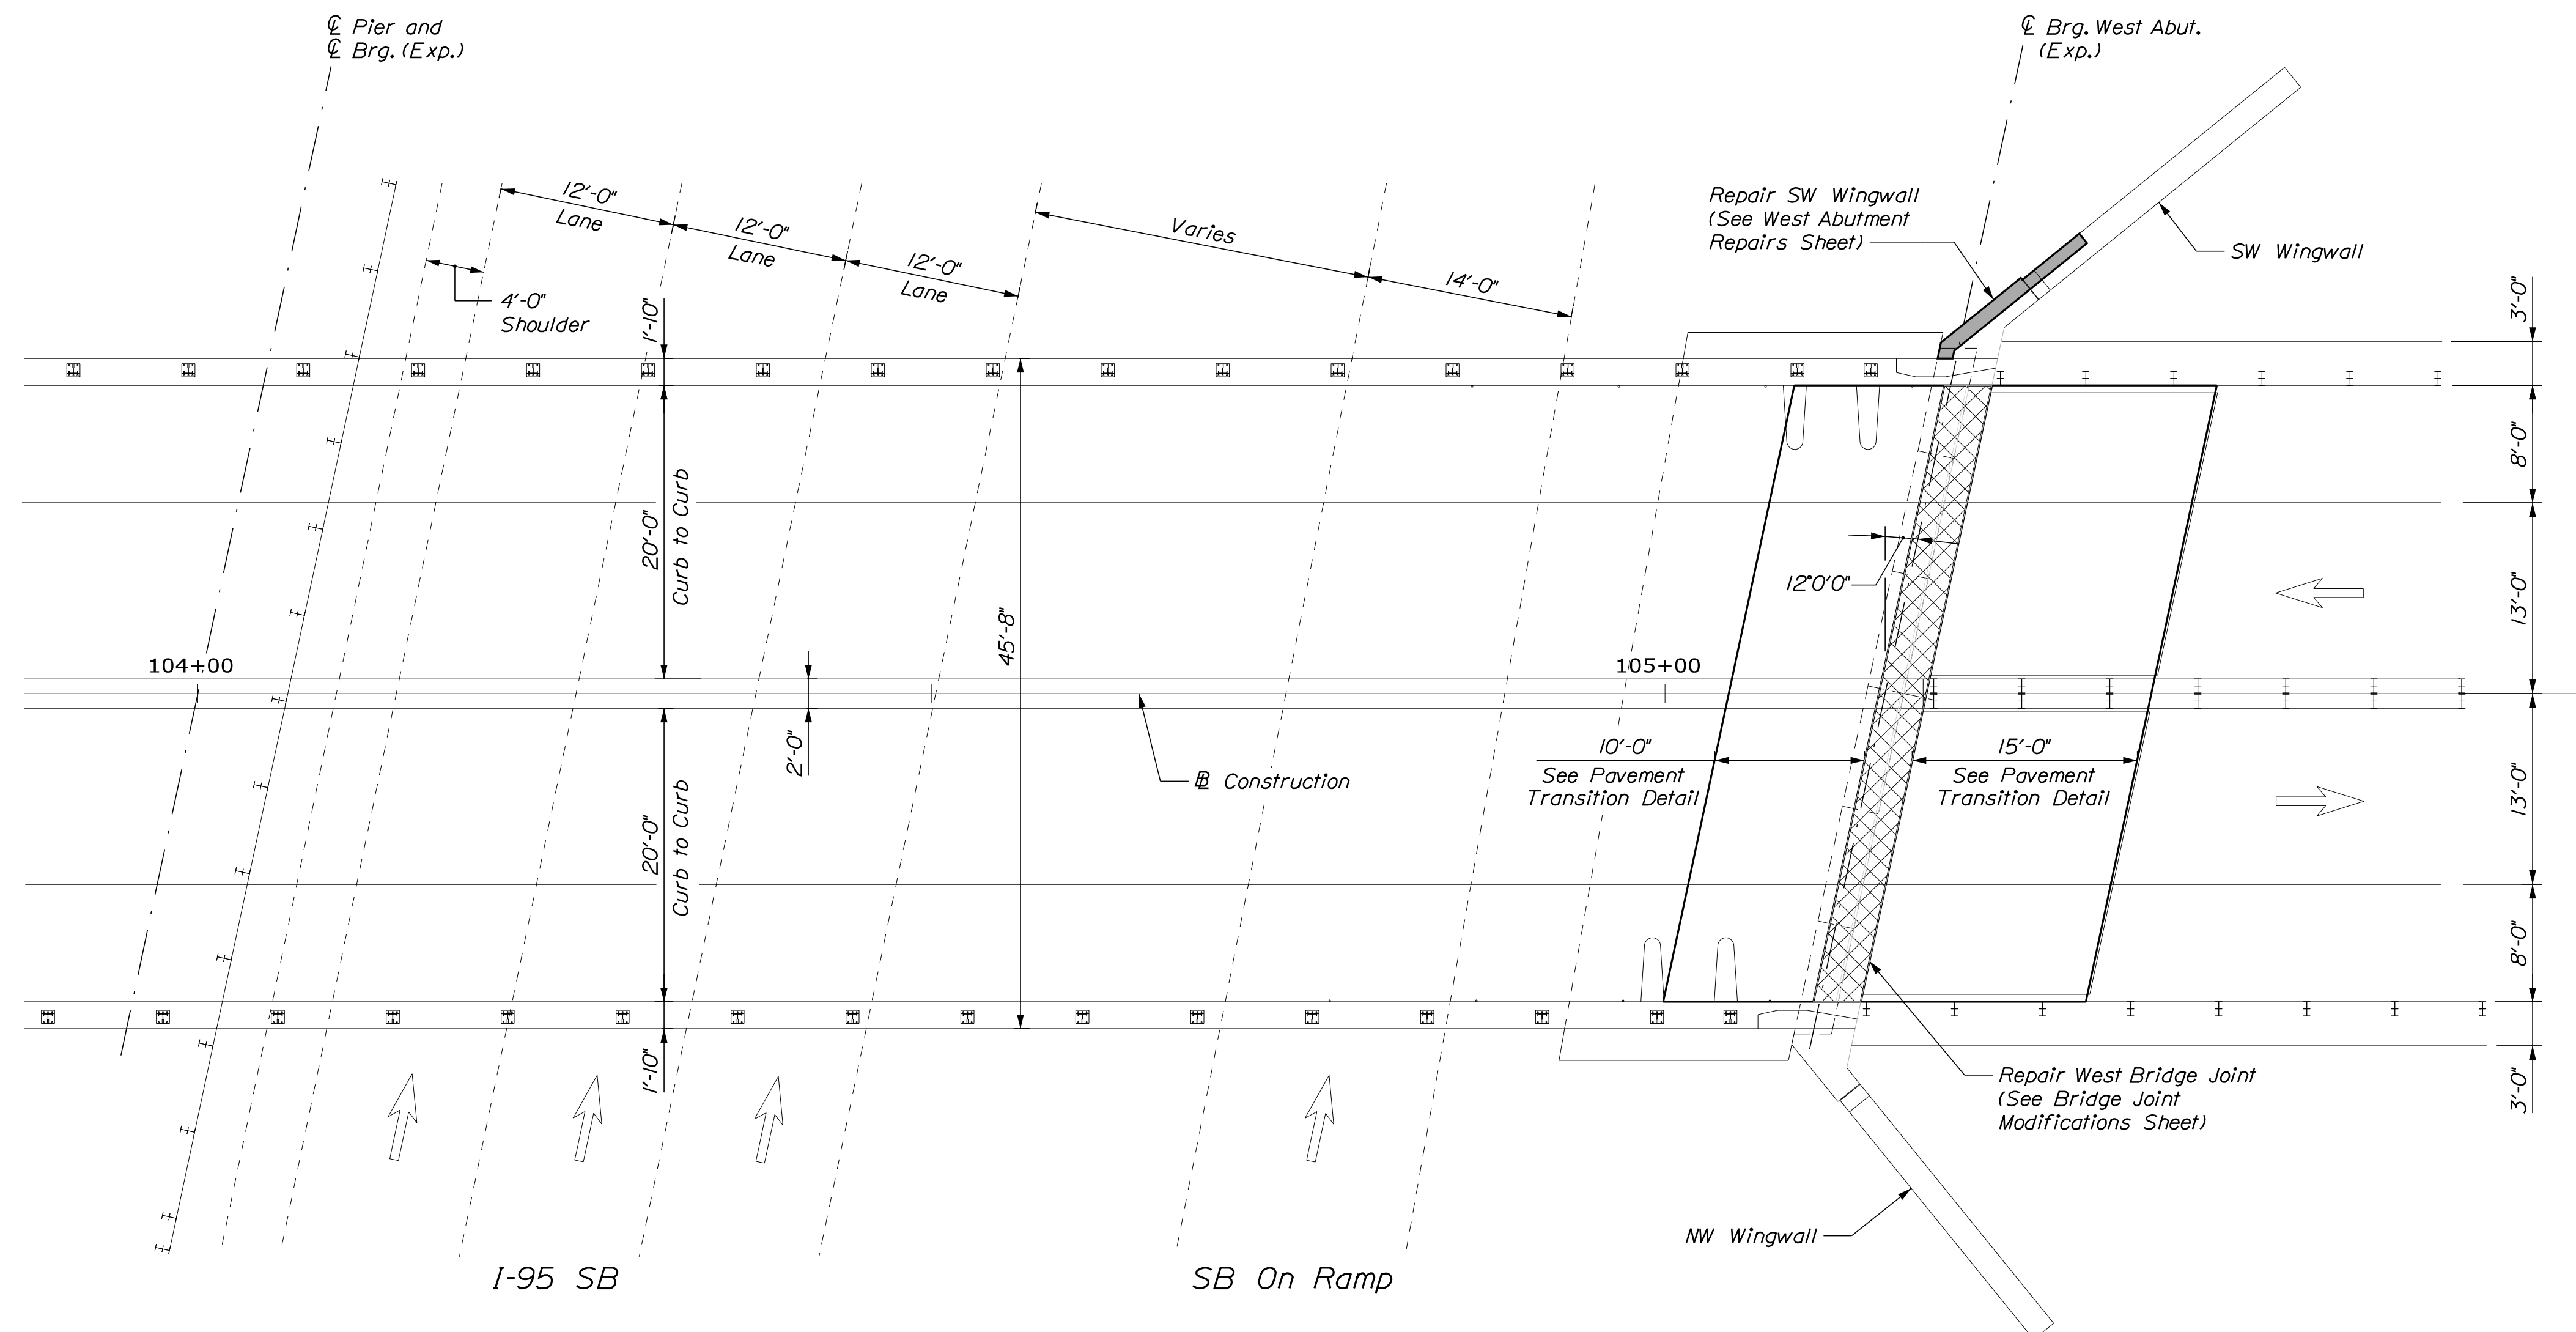 ℄ Pier and
℄ Brg. (Exp.)
℄ Brg. West Abut.
(Exp.)
12'-0"
Lane
12'-0"
Lane
12'-0"
Lane
Varies
14'-0"
4'-0"
Shoulder
1'-10"
Repair SW Wingwall
(See West Abutment
Repairs Sheet)
SW Wingwall
3'-0"
8'-0"
13'-0"
13'-0"
8'-0"
3'-0"
20'-0"
Curb to Curb
45'-8"
12°0'0"
104+00
105+00
2'-0"
BL Construction
10'-0"
See Pavement
Transition Detail
15'-0"
See Pavement
Transition Detail
20'-0"
Curb to Curb
1'-10"
Repair West Bridge Joint
(See Bridge Joint
Modifications Sheet)
NW Wingwall
I-95 SB
SB On Ramp